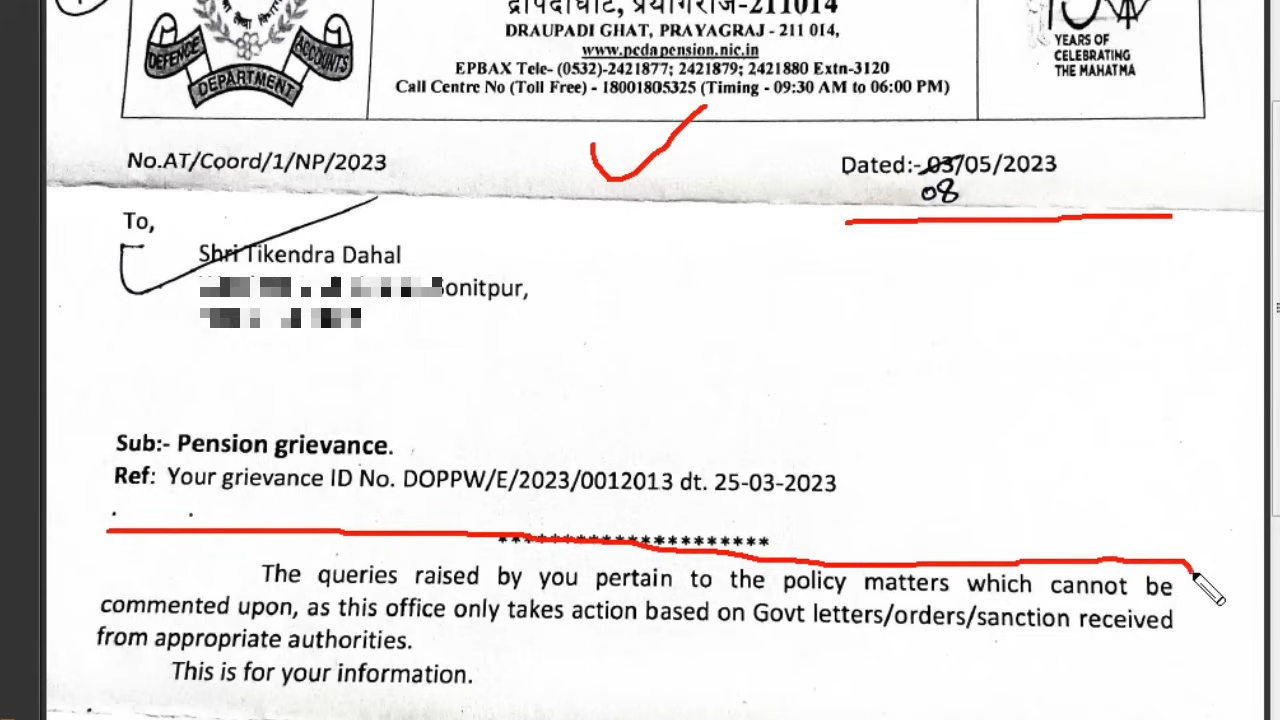 द्रौपदीघाट, प्रयागराज-211014
DRAUPADI GHAT, PRAYAGRAJ - 211 014,
www.pcdapension.nic.in
EPBAX Tele- (0532)-2421877; 2421879; 2421880 Extn-3120
Call Centre No (Toll Free) - 18001805325 (Timing - 09:30 AM to 06:00 PM)
DEFENCE ACCOUNTS
DEPARTMENT
YEARS OF
CELEBRATING
THE MAHATMA
No.AT/Coord/1/NP/2023
Dated:- 03/05/2023
08
To,
Shri Tikendra Dahal
Sonitpur,
Sub:- Pension grievance.
Ref: Your grievance ID No. DOPPW/E/2023/0012013 dt. 25-03-2023
********************
The queries raised by you pertain to the policy matters which cannot be
commented upon, as this office only takes action based on Govt letters/orders/sanction received
from appropriate authorities.
This is for your information.